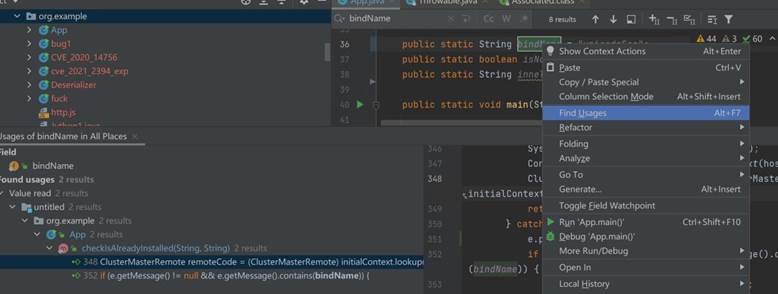 org.example
App
bug1
CVE_2020_14756
cve_2021_2394_exp
Deserializer
fuck
http.js
App.java
Throwable.java
Associated.class
bindName
8 results
44 3 60
36 public static String bindName =
public static boolean
38 public static String
40 public static void main(
41
Show Context Actions Alt+Enter
Paste Ctrl+V
Copy / Paste Special
Column Selection Mode Alt+Shift+Insert
Find Usages Alt+F7
Refactor
Folding
Analyze
Go To
Generate... Alt+Insert
Toggle Field Watchpoint
Run 'App.main()' Ctrl+Shift+F10
Debug 'App.main()'
More Run/Debug
Open In
Local History
Usages of bindName in All Places
Field
bindName
Found usages 2 results
Value read 2 results
untitled 2 results
org.example 2 results
App 2 results
checkIsAlreadyInstalled(String, String) 2 results
348 ClusterMasterRemote remoteCode = (ClusterMasterRemote) initialContext.lookup
352 if (e.getMessage() != null && e.getMessage().contains(bindName)) {
346 Sys
347 Con
348 Clu
initialContext
349 ret
350 } catch
351 e.p
352 if
(bindName)) {
353